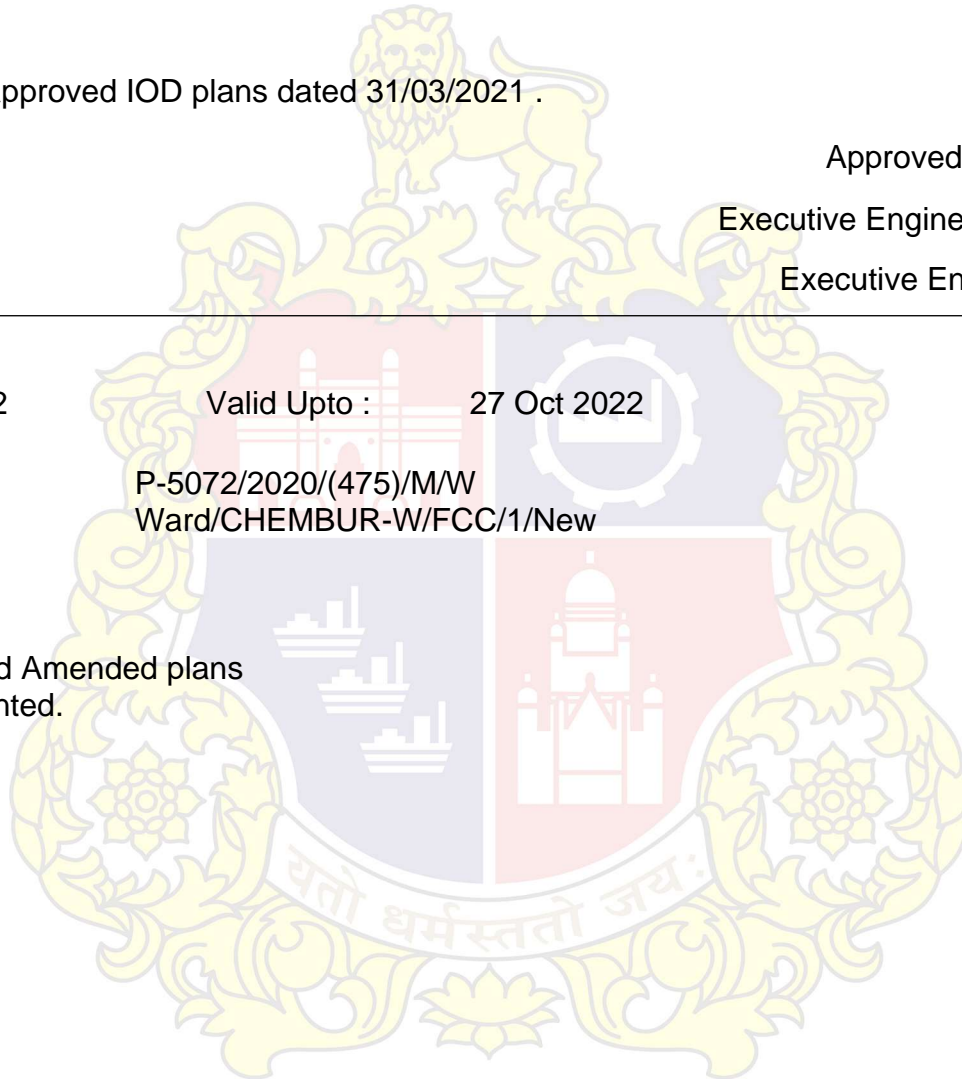 pproved IOD plans dated 31/03/2021 .
Approved
Executive Engine
Executive En
2 Valid Upto : 27 Oct 2022
P-5072/2020/(475)/M/W
Ward/CHEMBUR-W/FCC/1/New
d Amended plans
nted.
यतो धर्मस्ततो जय: